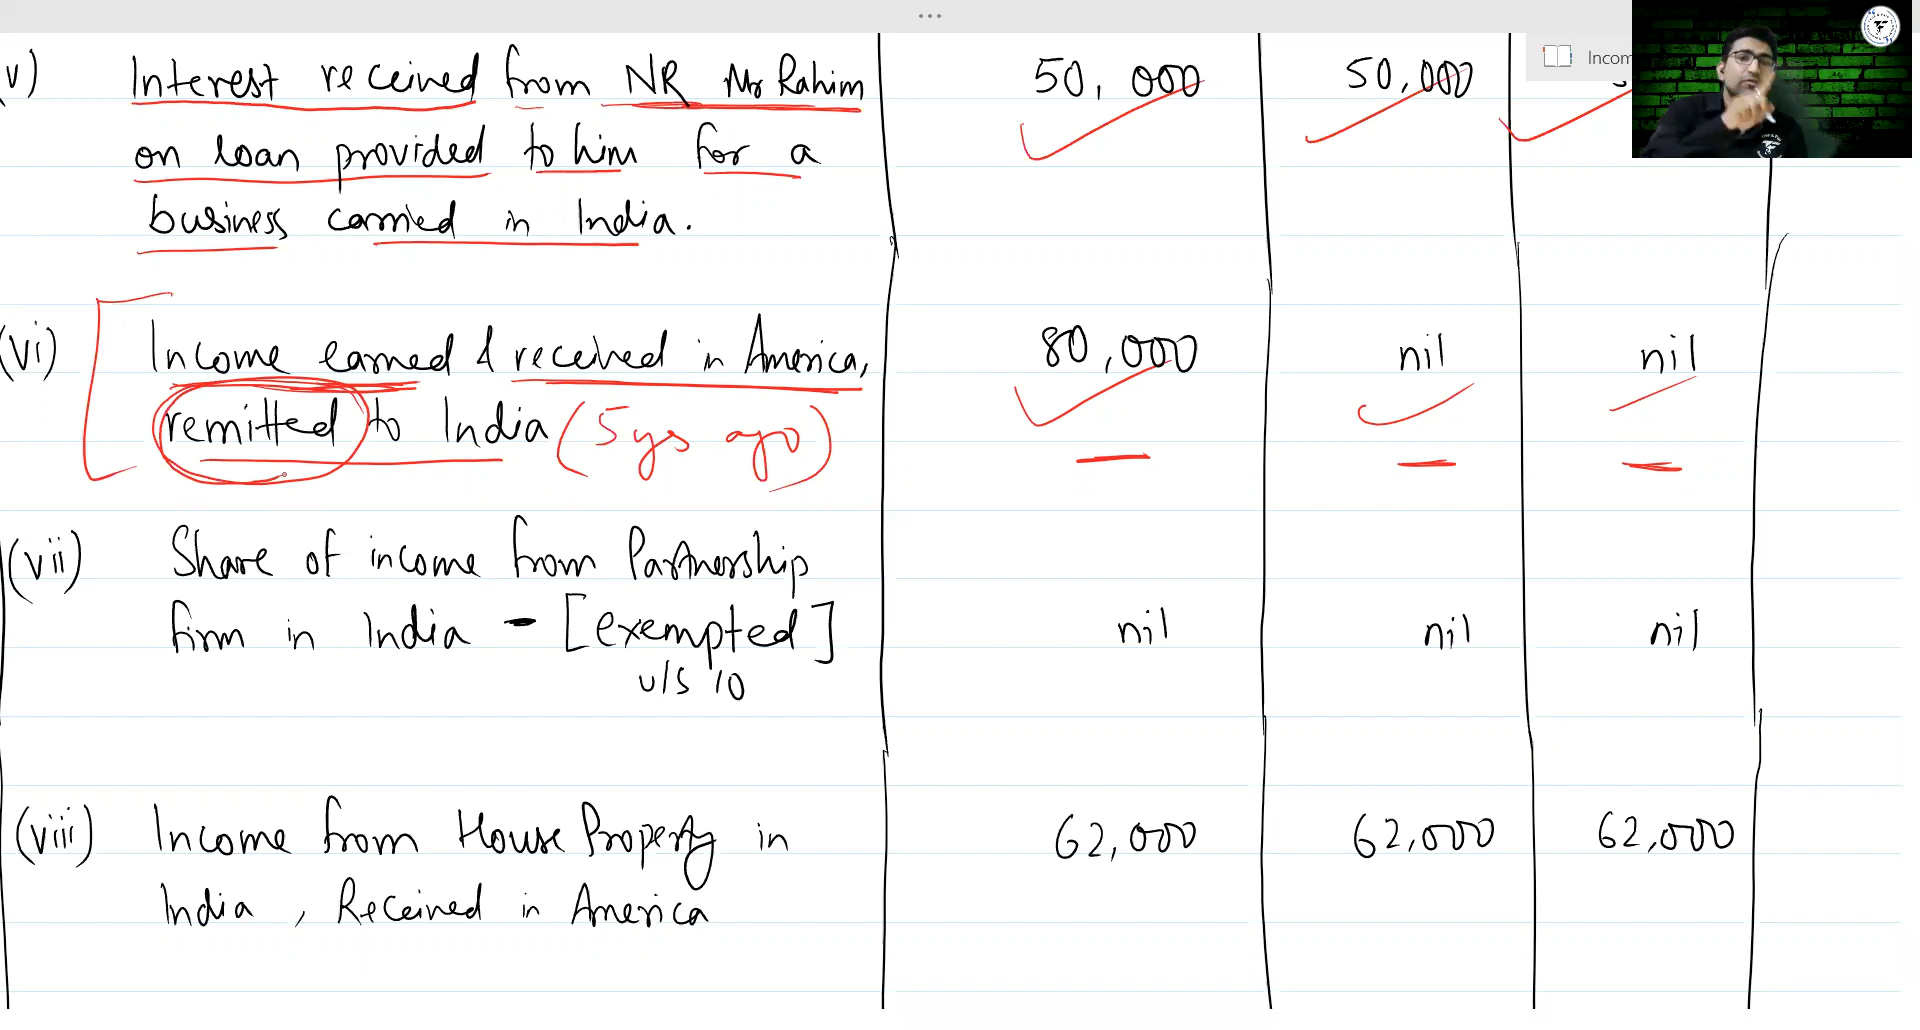 ...
Incom
v) Interest received from NR Mr Rahim 50,000 50,000
on loan provided to him for a
business carried in India.
(vi) Income earned & received in America, 80,000 nil nil
remitted to India (5 yrs ago)
(vii) Share of income from Partnership
firm in India - [exempted] nil nil nil
u/s 10
(viii) Income from House Property in 62,000 62,000 62,000
India, Received in America